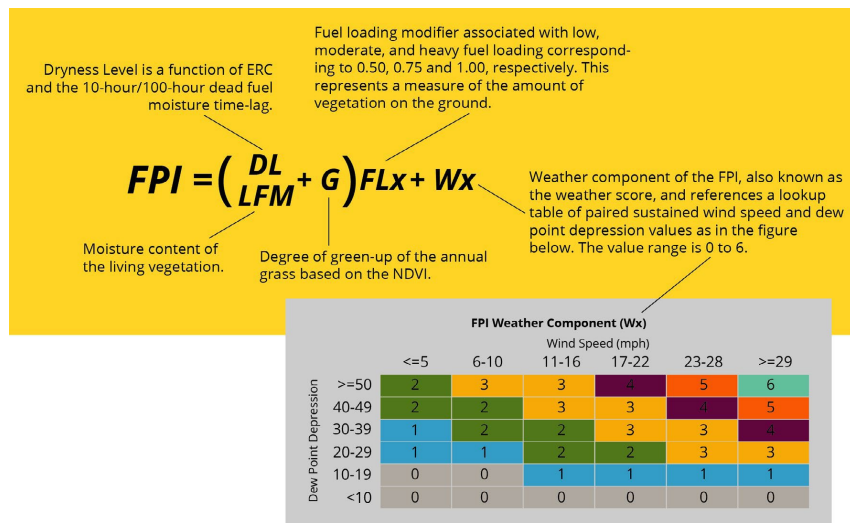 Fuel loading modifier associated with low,
moderate, and heavy fuel loading correspond-
ing to 0.50, 0.75 and 1.00, respectively. This
represents a measure of the amount of
vegetation on the ground.
Dryness Level is a function of ERC
and the 10-hour/100-hour dead fuel
moisture time-lag.
FPI = ( DL
LFM + G ) FLx + Wx
Weather component of the FPI, also known as
the weather score, and references a lookup
table of paired sustained wind speed and dew
point depression values as in the figure
below. The value range is 0 to 6.
Moisture content of
the living vegetation.
Degree of green-up of the annual
grass based on the NDVI.
FPI Weather Component (Wx)
Wind Speed (mph)
<=5 6-10 11-16 17-22 23-28 >=29
Dew Point Depression
>=50 2 3 3 4 5 6
40-49 2 2 3 3 4 5
30-39 1 2 2 3 3 4
20-29 1 1 2 2 3 3
10-19 0 0 1 1 1 1
<10 0 0 0 0 0 0